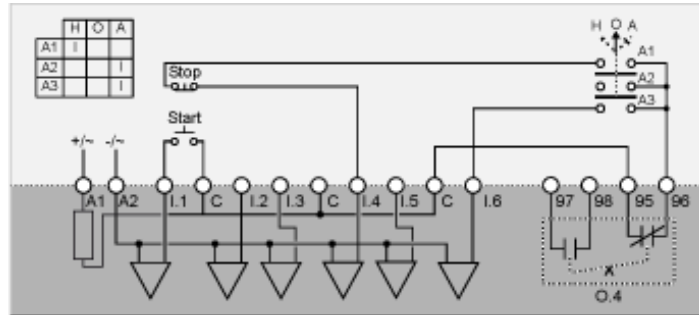 H O A
A1 I
A2 I
A3 I
H O A
A1
A2
A3
Stop
Start
+/~ -/~
A1 A2 I.1 C I.2 I.3 C I.4 I.5 C I.6 97 98 95 96
X
O.4